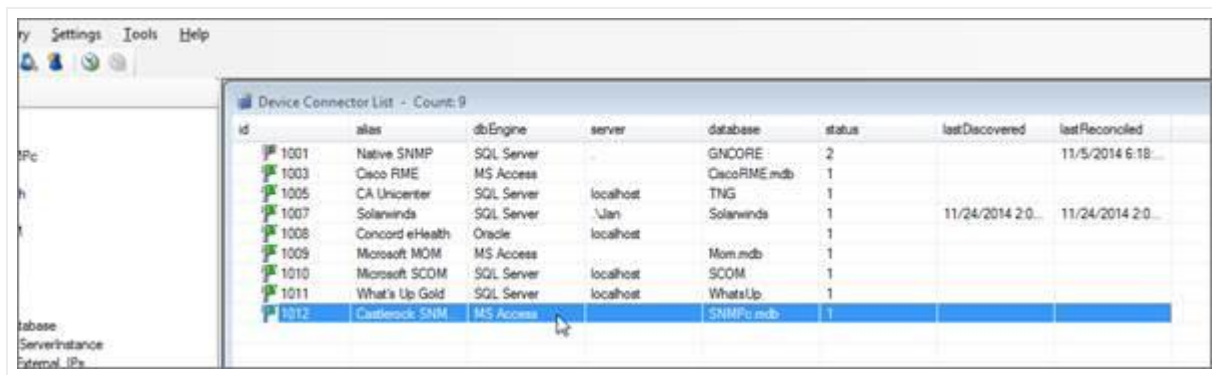 ry Settings Tools Help
Device Connector List - Count: 9
id alias dbEngine server database status lastDiscovered lastReconciled
1001 Native SNMP SQL Server . GNCORE 2 11/5/2014 6:18:...
MPc
1003 Cisco RME MS Access CiscoRME.mdb 1
1005 CA Unicenter SQL Server localhost TNG 1
h
1007 Solarwinds SQL Server .\Jan Solarwinds 1 11/24/2014 2:0... 11/24/2014 2:0...
1008 Concord eHealth Oracle localhost 1
1009 Microsoft MOM MS Access Mom.mdb 1
1010 Microsoft SCOM SQL Server localhost SCOM 1
1011 What's Up Gold SQL Server localhost WhatsUp 1
1012 Castlerock SNM... MS Access SNMPc.mdb 1
tabase
ServerInstance
External_IPs